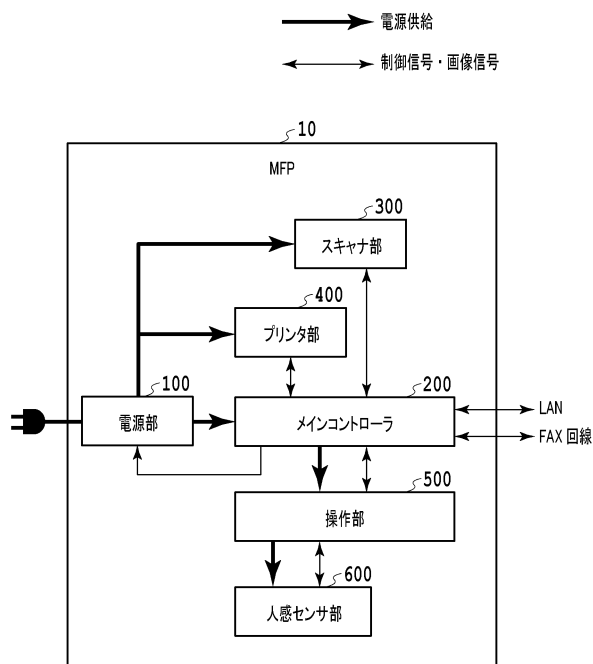 電源供給
制御信号・画像信号
10
MFP
300
スキャナ部
400
プリンタ部
100
電源部
200
メインコントローラ
LAN
FAX 回線
500
操作部
600
人感センサ部